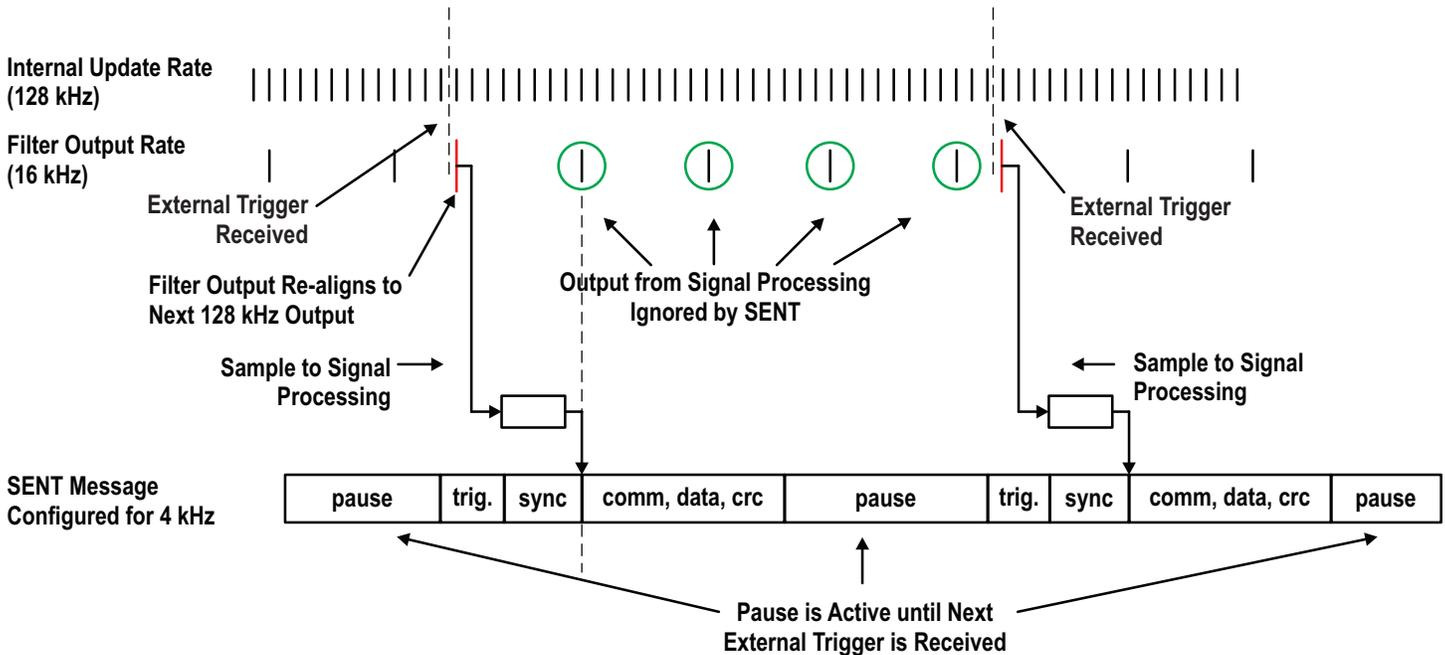 Internal Update Rate
(128 kHz)
Filter Output Rate
(16 kHz)
External Trigger
Received
External Trigger
Received
Filter Output Re-aligns to
Next 128 kHz Output
Output from Signal Processing
Ignored by SENT
Sample to Signal
Processing
Sample to Signal
Processing
SENT Message
Configured for 4 kHz
pause
trig.
sync
comm, data, crc
pause
trig.
sync
comm, data, crc
pause
Pause is Active until Next
External Trigger is Received